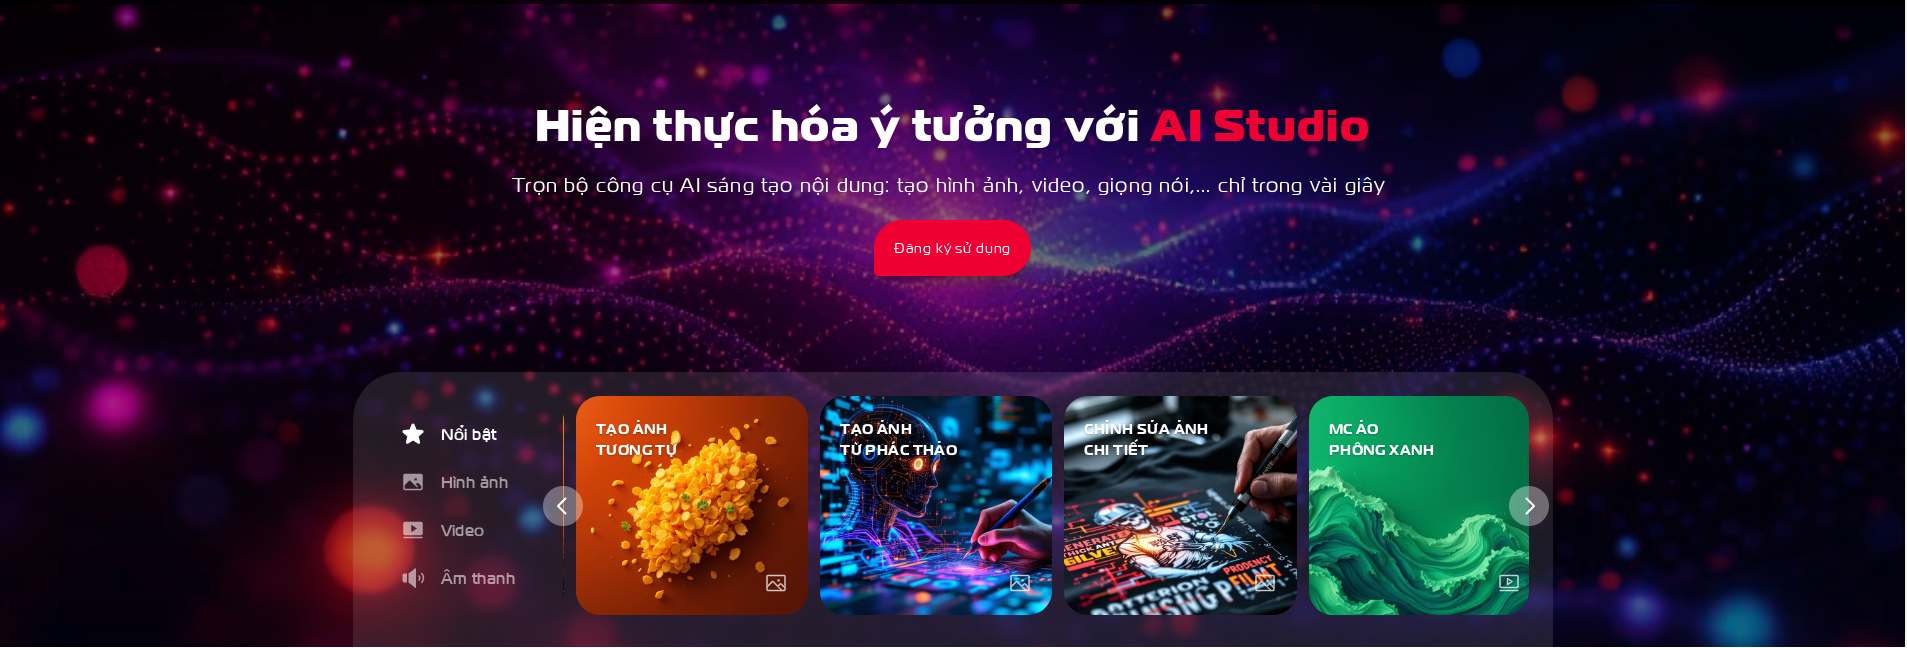 Hiện thực hóa ý tưởng với AI Studio
Trọn bộ công cụ AI sáng tạo nội dung: tạo hình ảnh, video, giọng nói,... chỉ trong vài giây
Đăng ký sử dụng
Nổi bật
Hình ảnh
Video
Âm thanh
TẠO ẢNH
TƯƠNG TỰ
TẠO ẢNH
TỪ PHÁC THẢO
CHỈNH SỬA ẢNH
CHI TIẾT
MC ẢO
PHÔNG XANH